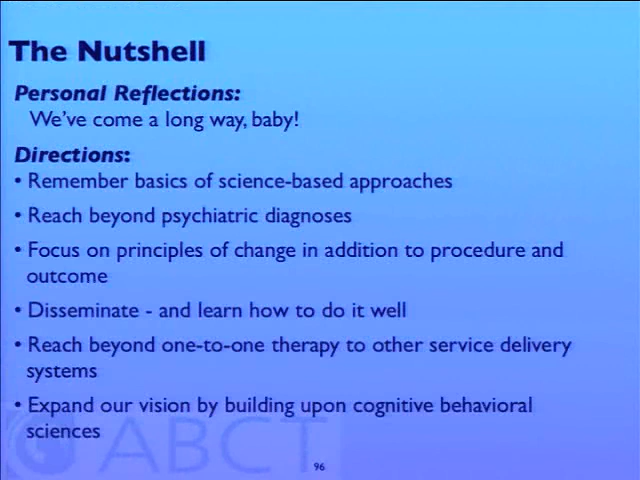 The Nutshell
Personal Reflections:
We've come a long way, baby!
Directions:
• Remember basics of science-based approaches
• Reach beyond psychiatric diagnoses
• Focus on principles of change in addition to procedure and
outcome
• Disseminate - and learn how to do it well
• Reach beyond one-to-one therapy to other service delivery
systems
• Expand our vision by building upon cognitive behavioral
sciences
ABCT
96